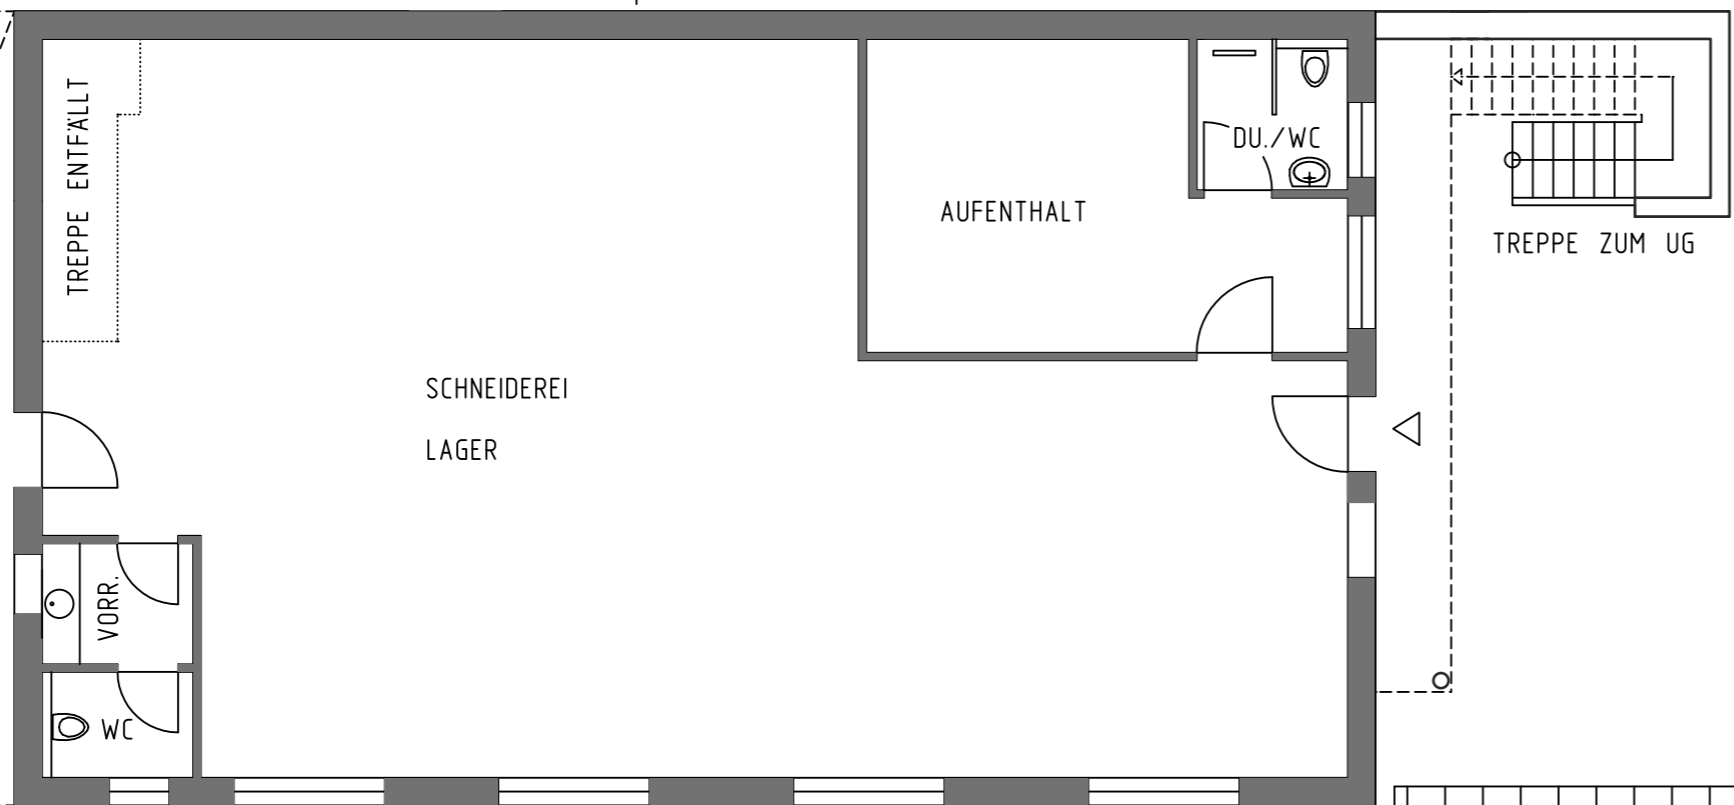 TREPPE ENTFÄLLT
DU./WC
AUFENTHALT
TREPPE ZUM UG
SCHNEIDEREI
LAGER
VORR.
WC